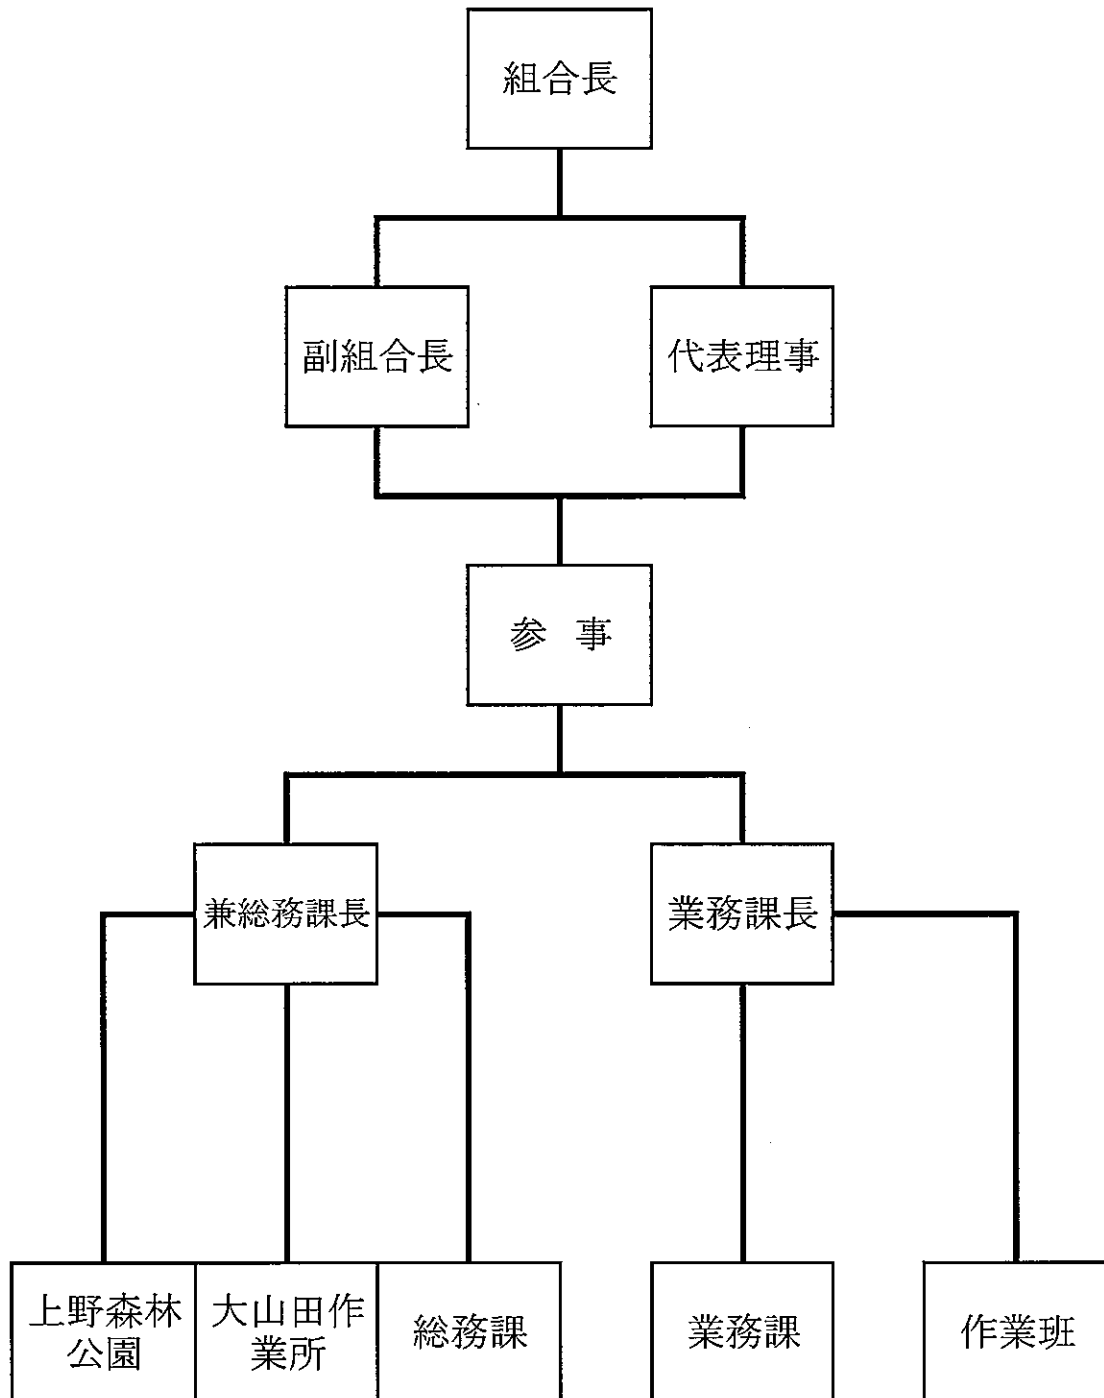 組合長
副組合長
代表理事
参 事
兼総務課長
業務課長
上野森林
公園
大山田作
業所
総務課
業務課
作業班